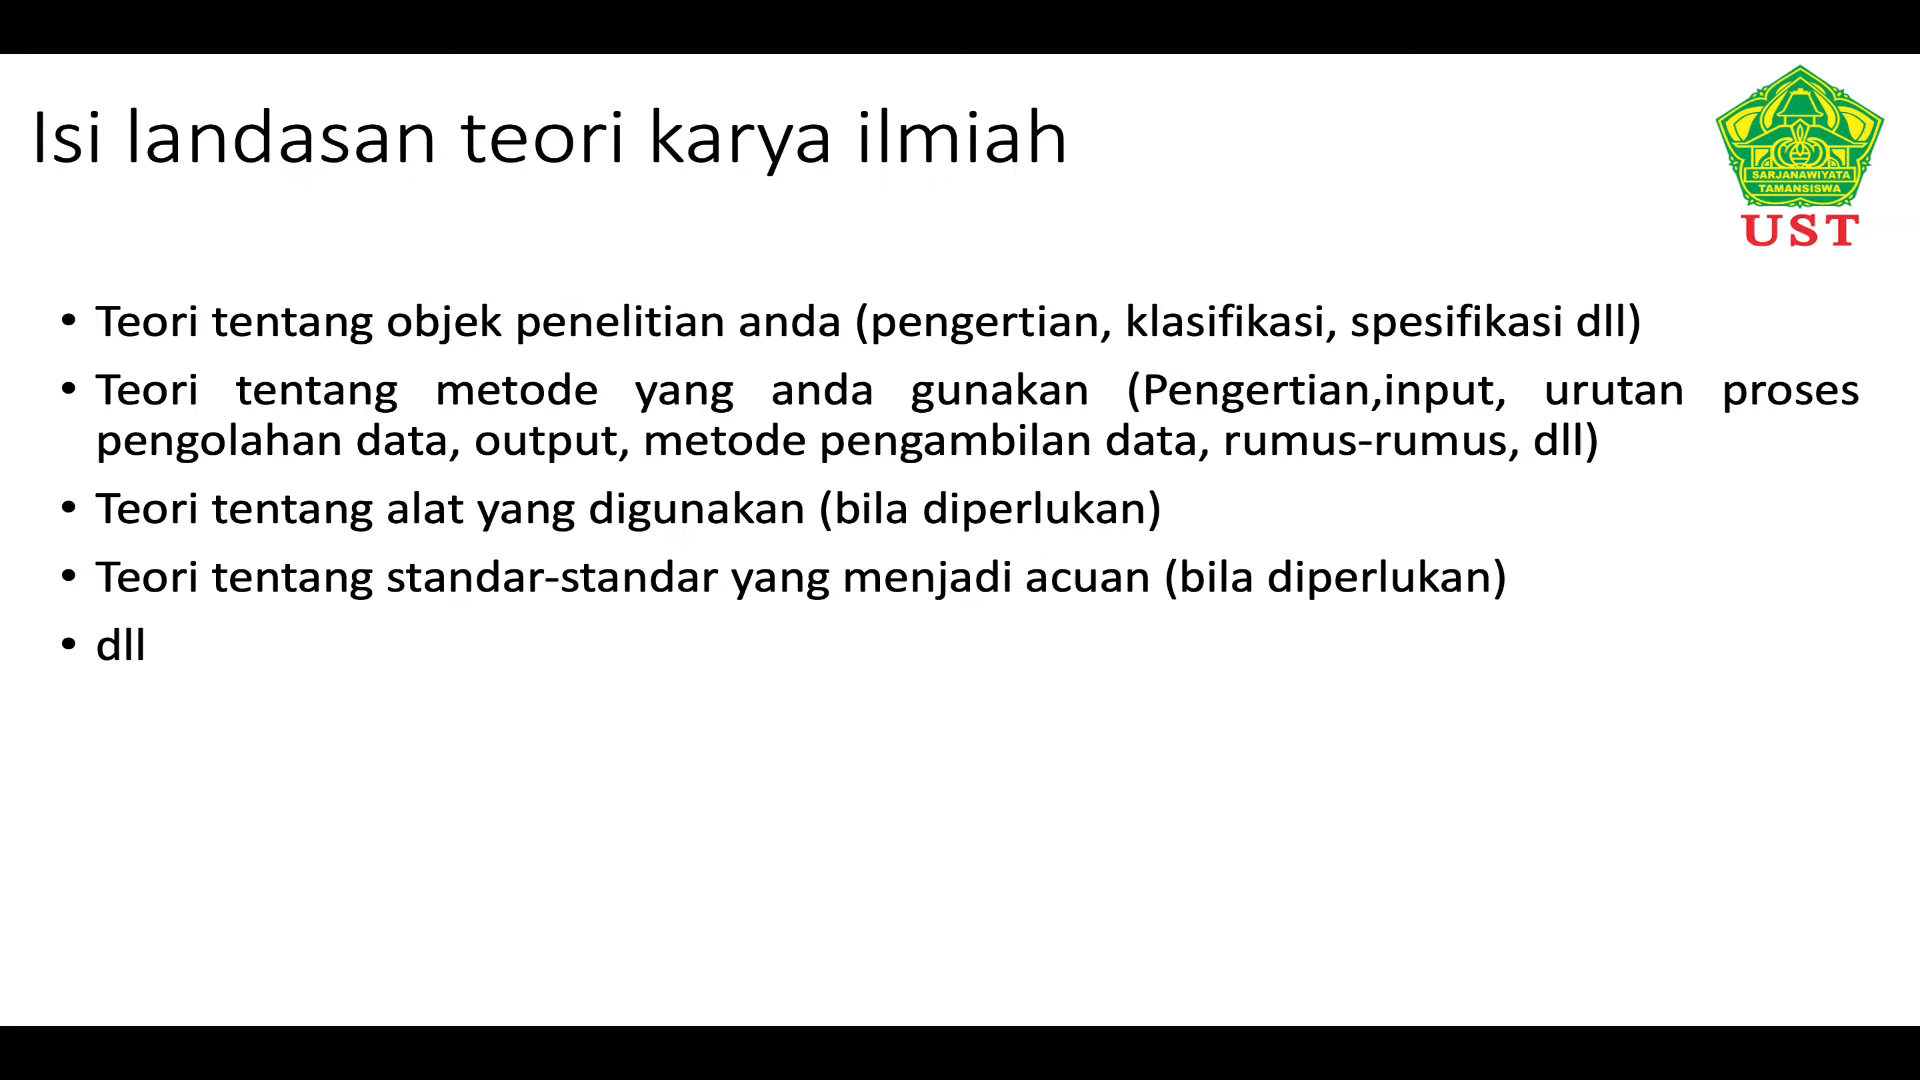 Isi landasan teori karya ilmiah
SARJANAWIYATA
TAMANSISWA
UST
• Teori tentang objek penelitian anda (pengertian, klasifikasi, spesifikasi dll)
• Teori tentang metode yang anda gunakan (Pengertian,input, urutan proses
pengolahan data, output, metode pengambilan data, rumus-rumus, dll)
• Teori tentang alat yang digunakan (bila diperlukan)
• Teori tentang standar-standar yang menjadi acuan (bila diperlukan)
• dll